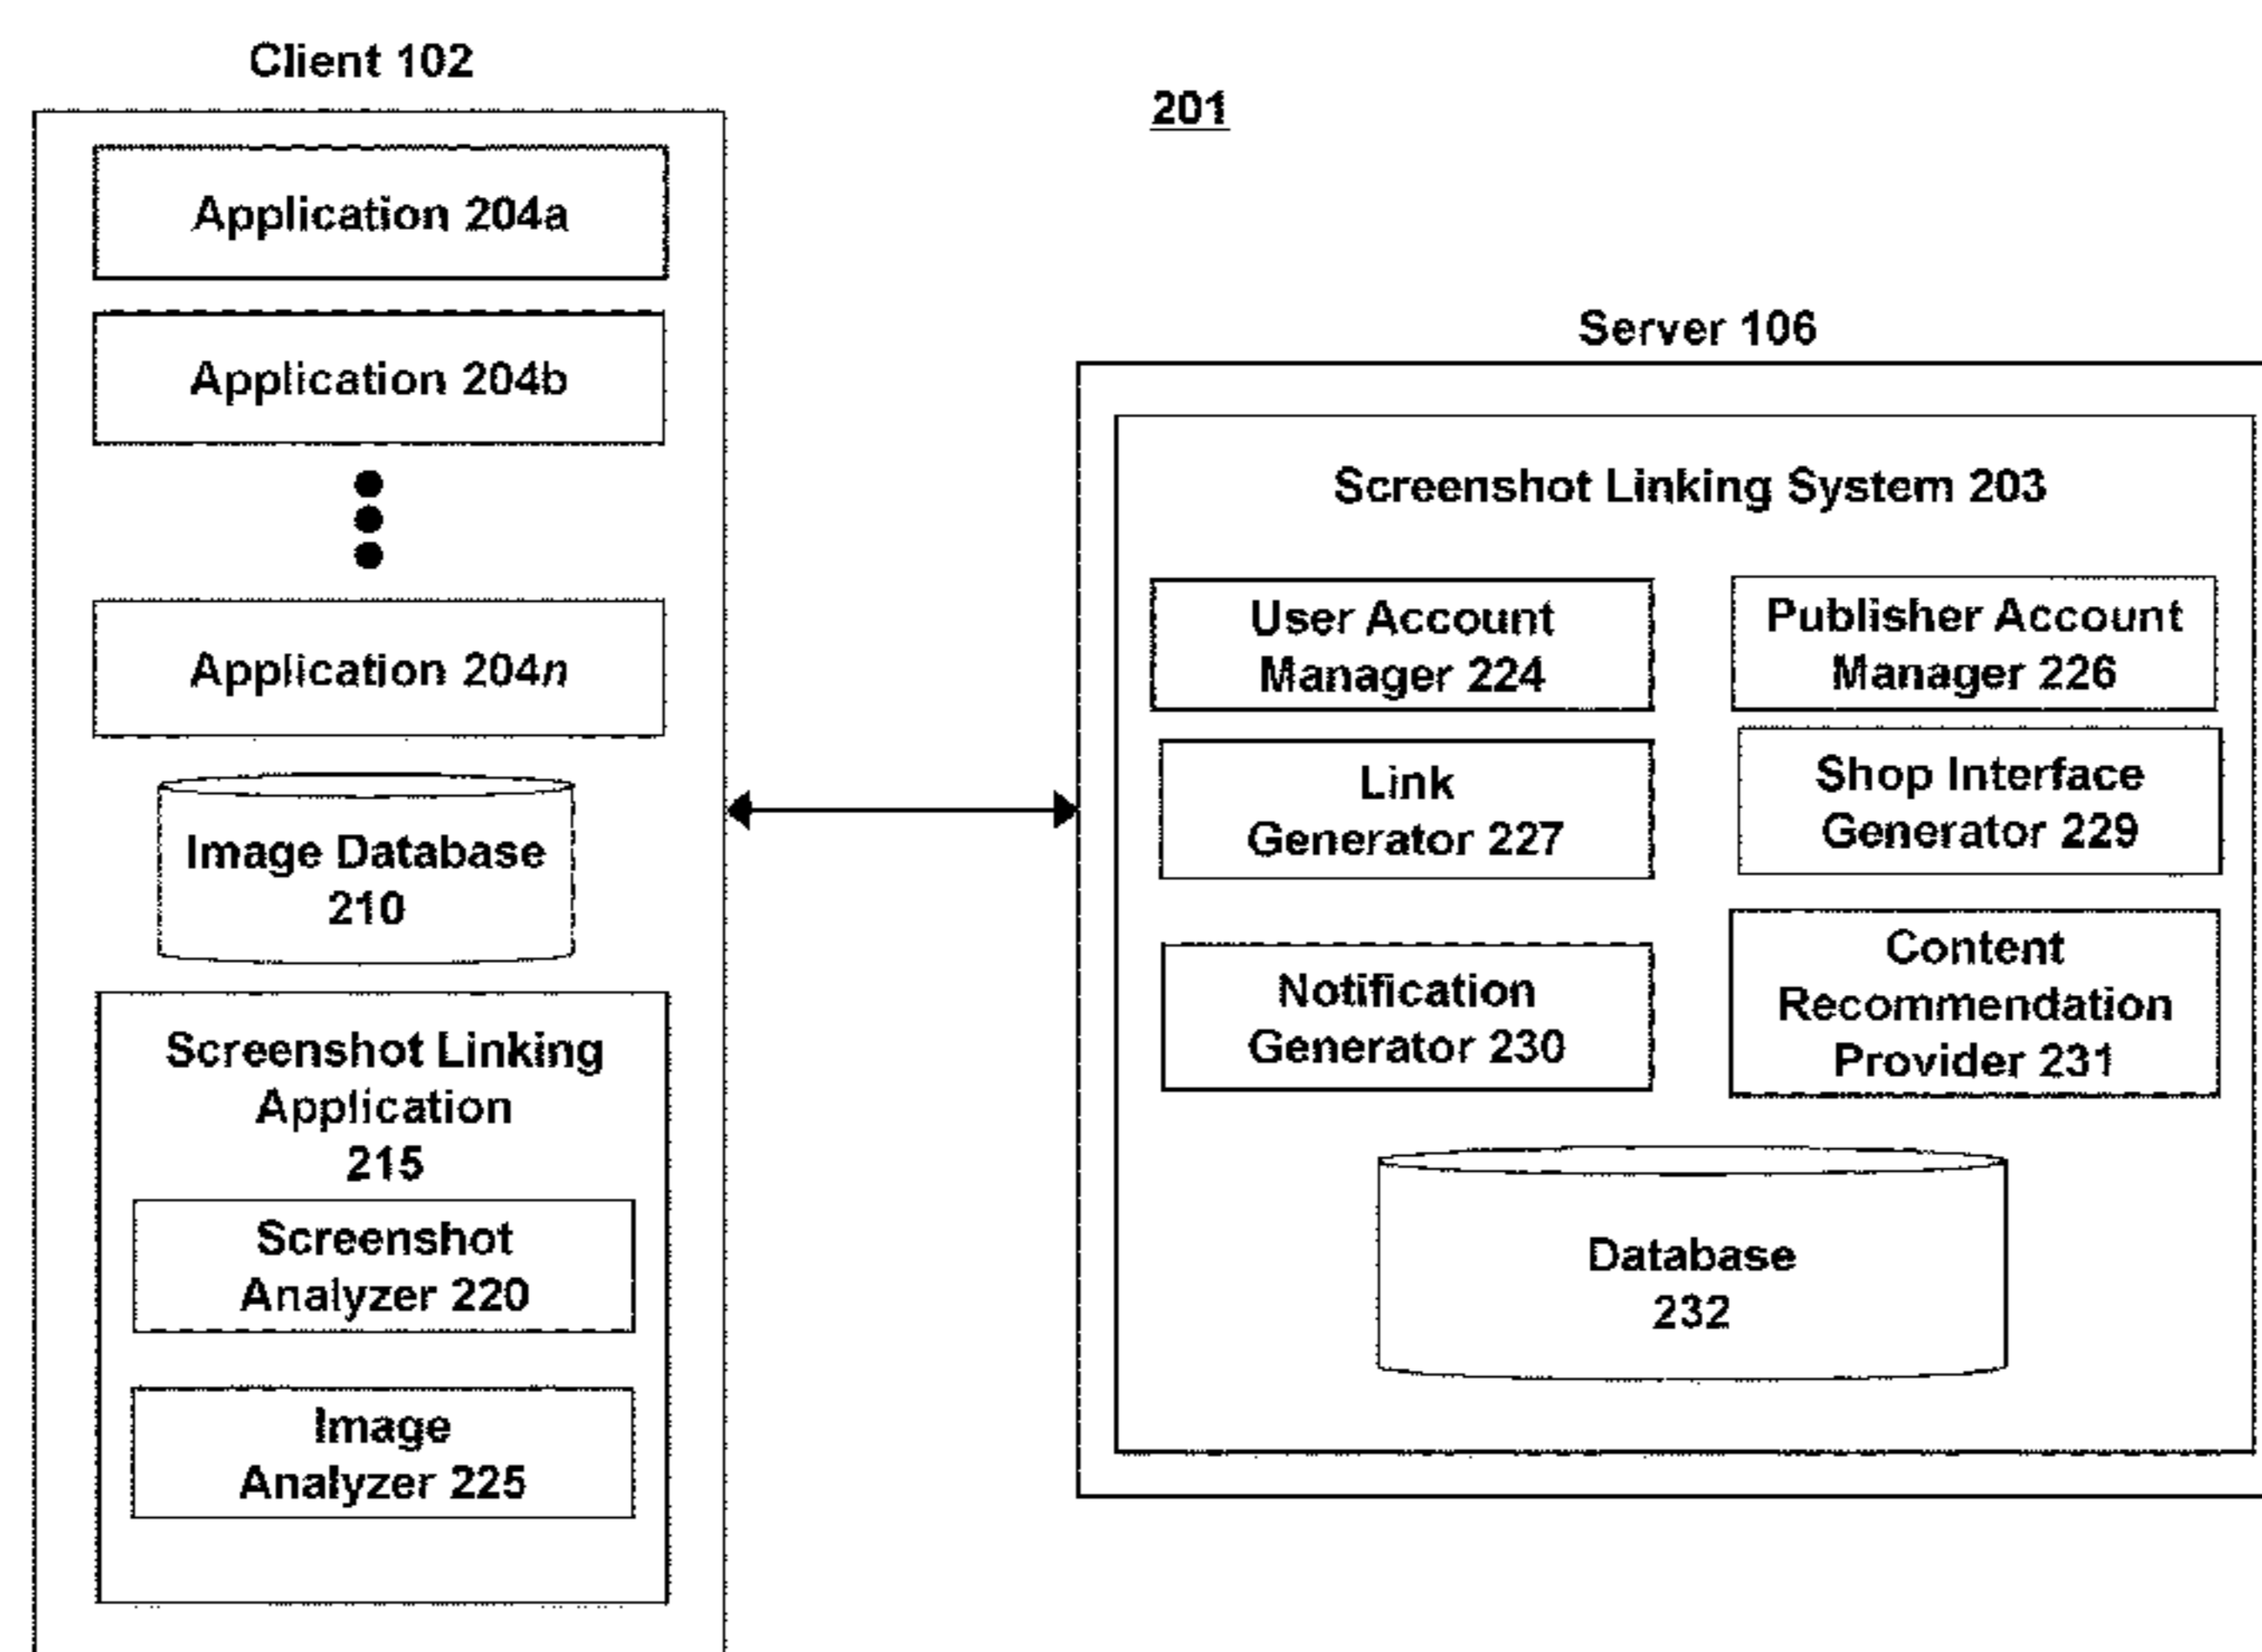 Client 102
Application 204a
Application 204b
Application 204n
Image Database
210
Screenshot Linking
Application
215
Screenshot
Analyzer 220
Image
Analyzer 225
201
Server 106
Screenshot Linking System 203
User Account
Manager 224
Publisher Account
Manager 226
Link
Generator 227
Shop Interface
Generator 229
Notification
Generator 230
Content
Recommendation
Provider 231
Database
232